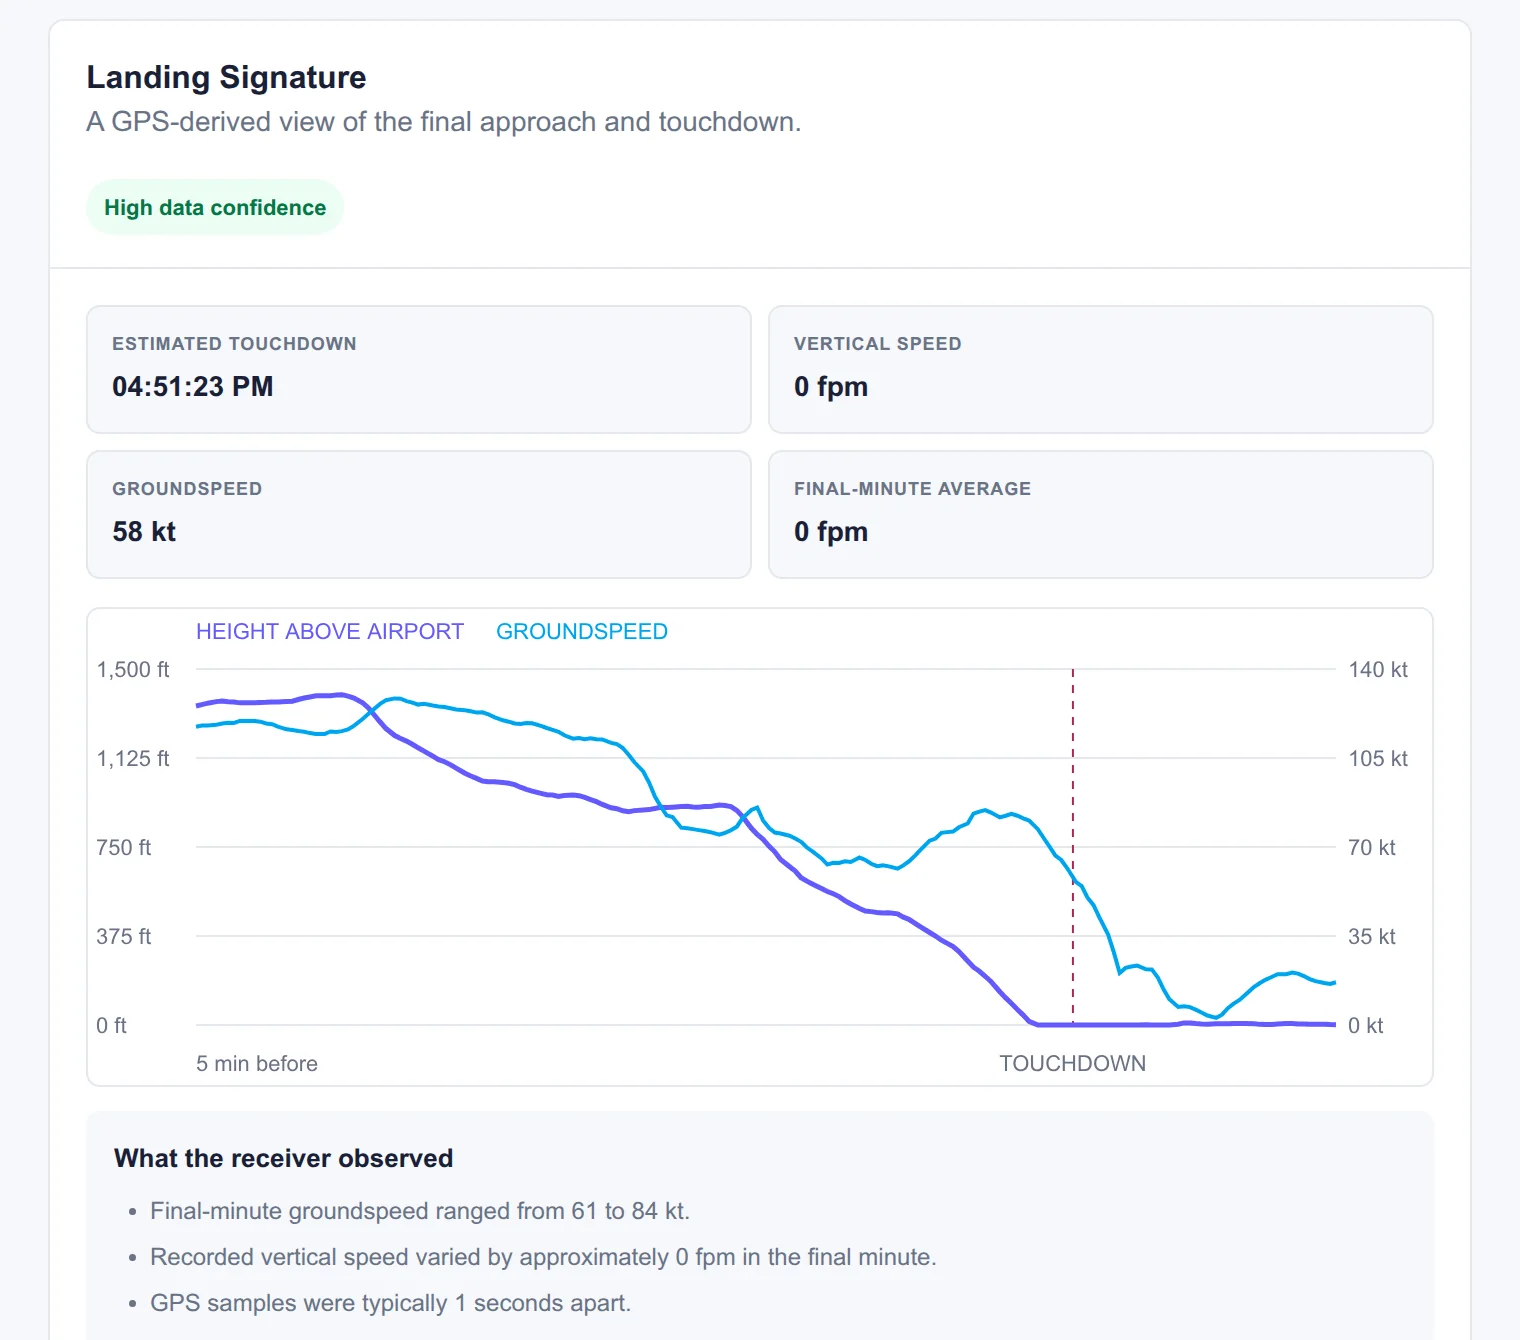 Landing Signature
A GPS-derived view of the final approach and touchdown.
High data confidence
ESTIMATED TOUCHDOWN
04:51:23 PM
VERTICAL SPEED
0 fpm
GROUNDSPEED
58 kt
FINAL-MINUTE AVERAGE
0 fpm
HEIGHT ABOVE AIRPORT
GROUNDSPEED
1,500 ft
140 kt
1,125 ft
105 kt
750 ft
70 kt
375 ft
35 kt
0 ft
0 kt
5 min before
TOUCHDOWN
What the receiver observed
• Final-minute groundspeed ranged from 61 to 84 kt.
• Recorded vertical speed varied by approximately 0 fpm in the final minute.
• GPS samples were typically 1 seconds apart.